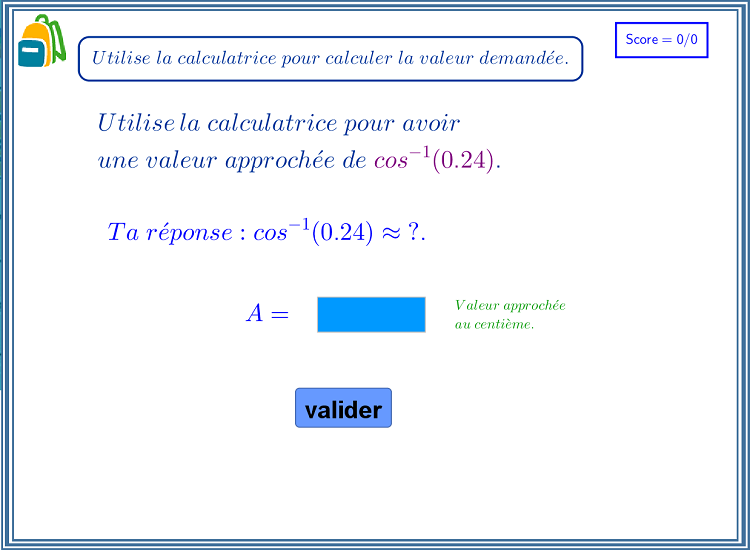 Utilise la calculatrice pour calculer la valeur demandée.
Score = 0/0
Utilise la calculatrice pour avoir
une valeur approchée de cos⁻¹(0.24).
Ta réponse : cos⁻¹(0.24) ≈ ?.
A =
Valeur approchée
au centième.
valider